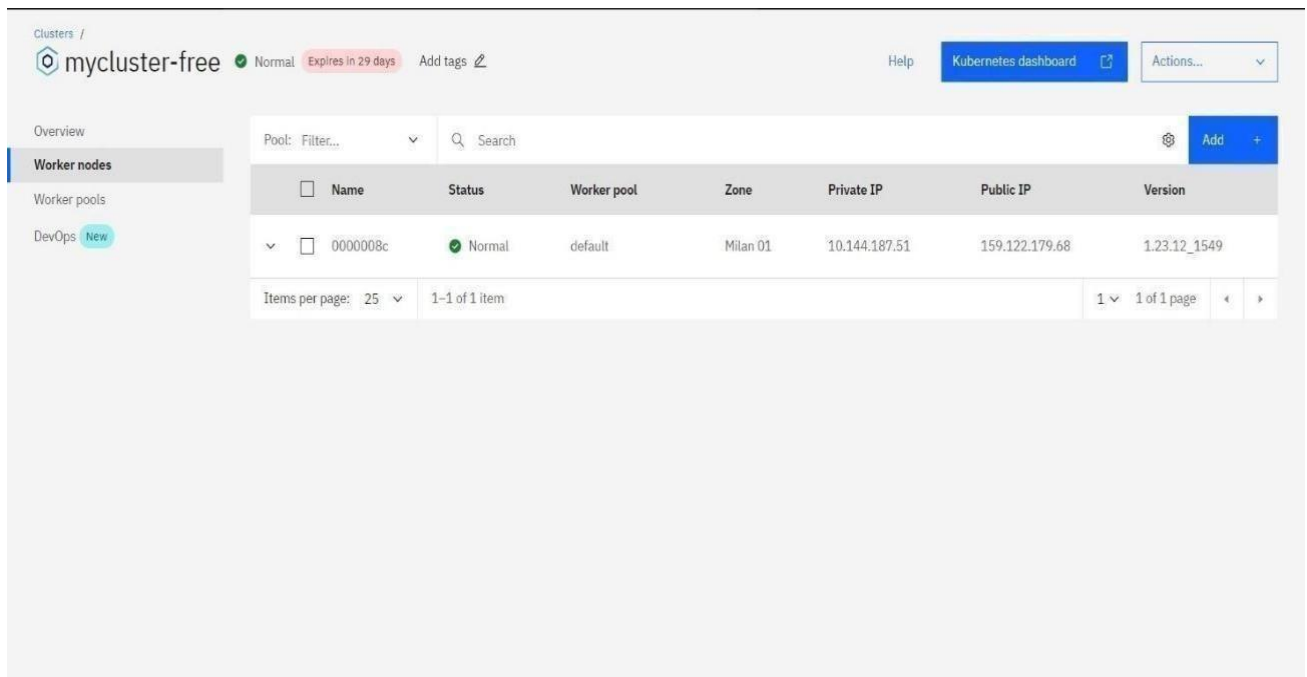 Clusters /
mycluster-free Normal Expires in 29 days Add tags Help Kubernetes dashboard Actions...
Overview
Worker nodes
Worker pools
DevOps New
Pool: Filter... Search Add +
Name Status Worker pool Zone Private IP Public IP Version
0000008c Normal default Milan 01 10.144.187.51 159.122.179.68 1.23.12_1549
Items per page: 25 1–1 of 1 item 1 1 of 1 page